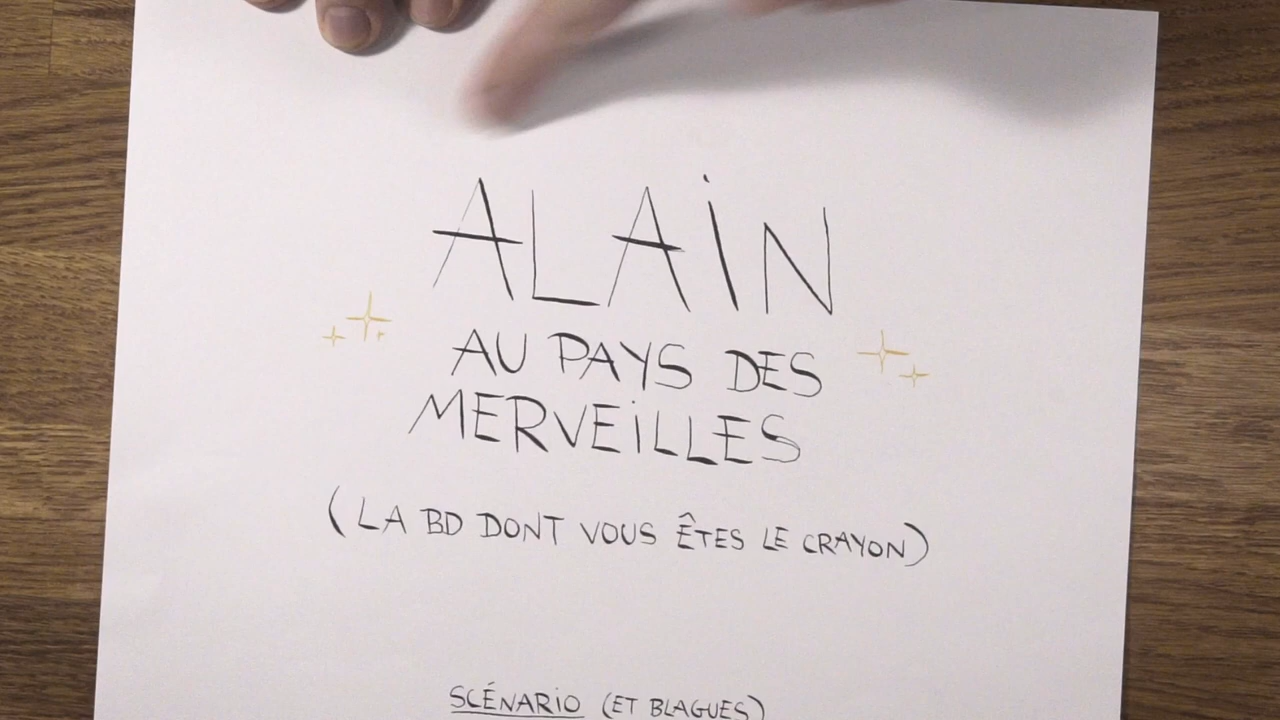 ALAiN
AU PAYS DES
MERVEiLLES
(LA BD DONT VOUS ÊTES LE CRAYON)
SCÉNARiO (ET BLAGUES)